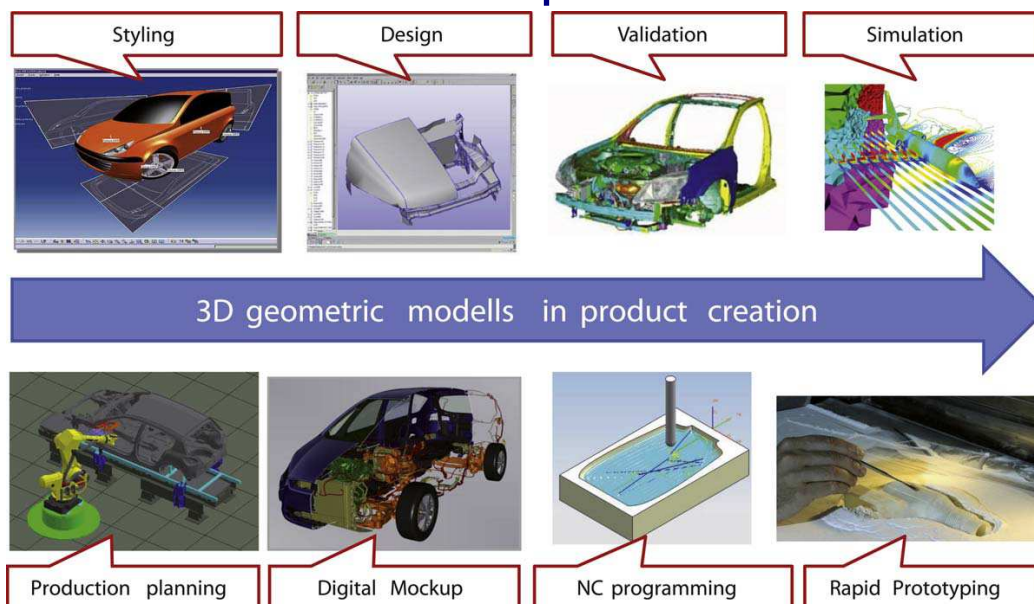 Styling
Design
Validation
Simulation
3D geometric modells in product creation
Production planning
Digital Mockup
NC programming
Rapid Prototyping